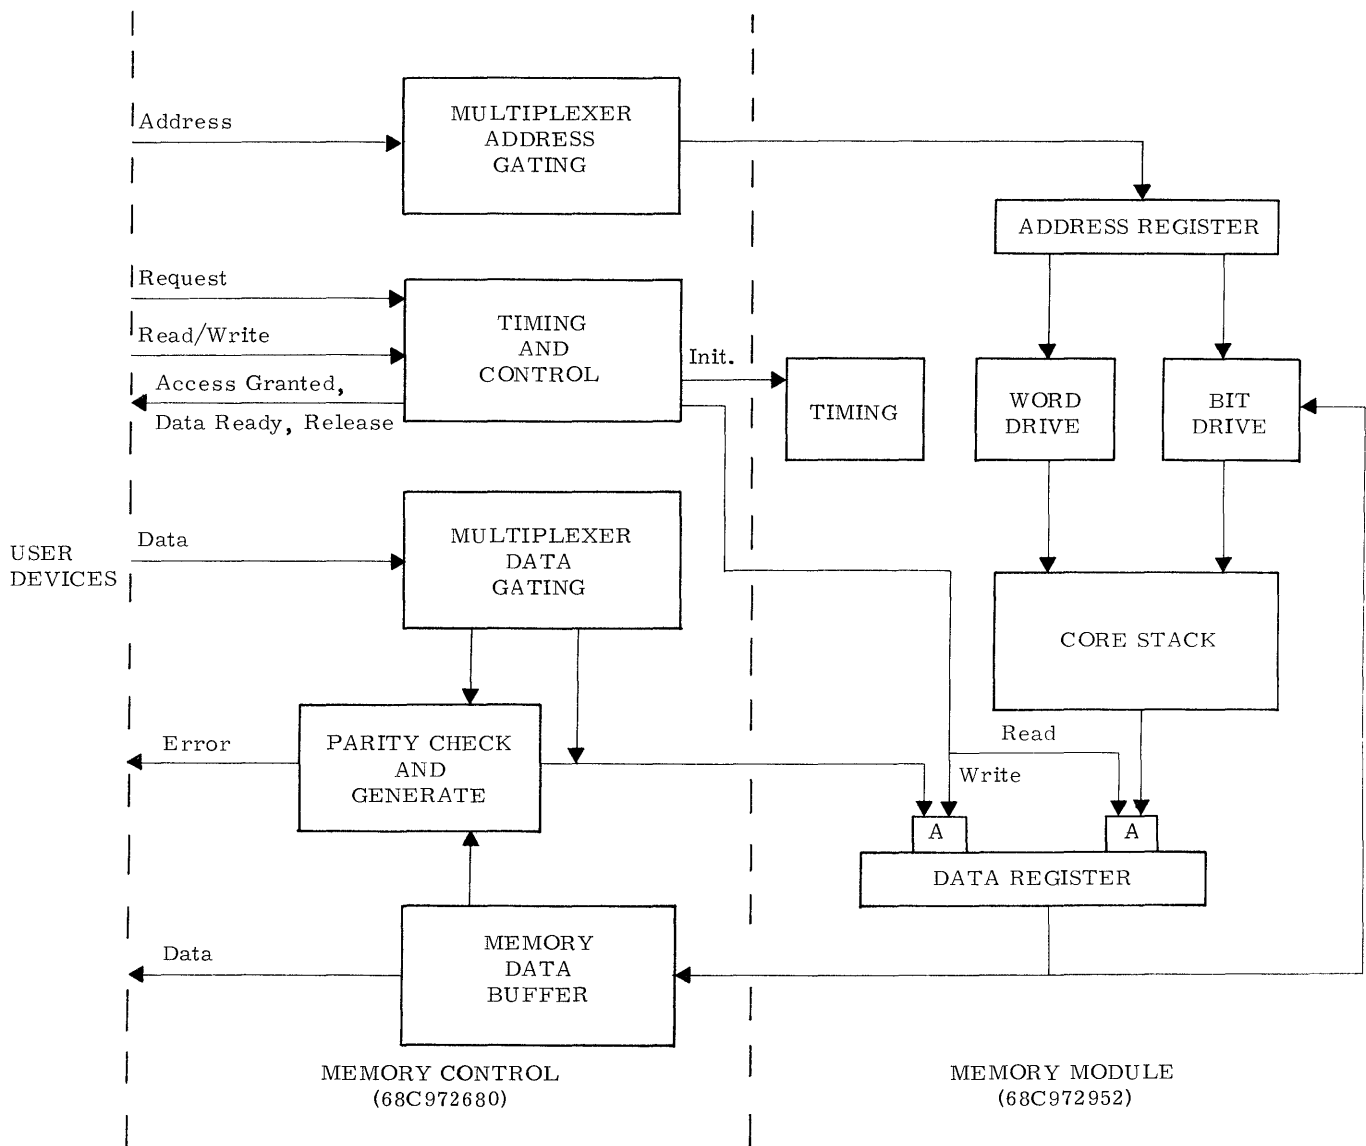 Address
MULTIPLEXER
ADDRESS
GATING
ADDRESS REGISTER
Request
Read/Write
Access Granted,
Data Ready, Release
TIMING
AND
CONTROL
Init.
TIMING
WORD
DRIVE
BIT
DRIVE
USER
DEVICES
Data
MULTIPLEXER
DATA
GATING
CORE STACK
Error
PARITY CHECK
AND
GENERATE
Read
Write
A
A
DATA REGISTER
Data
MEMORY
DATA
BUFFER
MEMORY CONTROL
(68C972680)
MEMORY MODULE
(68C972952)